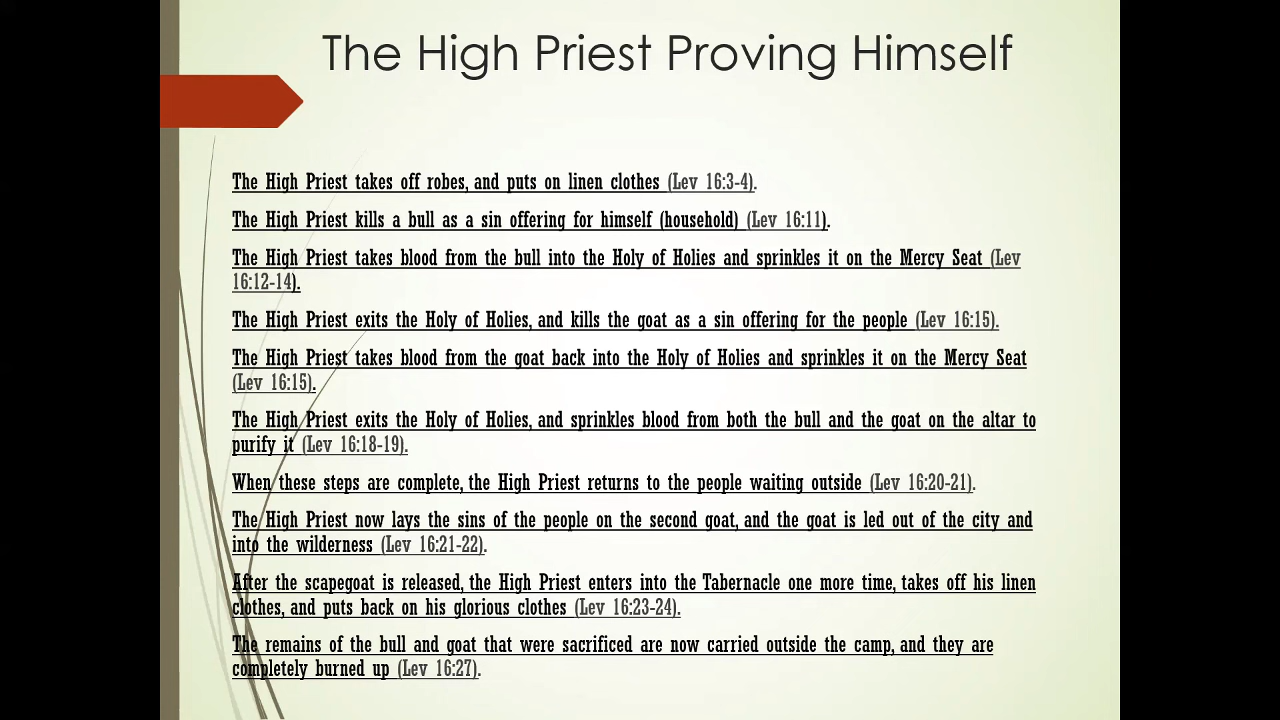 The High Priest Proving Himself
The High Priest takes off robes, and puts on linen clothes (Lev 16:3-4).
The High Priest kills a bull as a sin offering for himself (household) (Lev 16:11).
The High Priest takes blood from the bull into the Holy of Holies and sprinkles it on the Mercy Seat (Lev
16:12-14).
The High Priest exits the Holy of Holies, and kills the goat as a sin offering for the people (Lev 16:15).
The High Priest takes blood from the goat back into the Holy of Holies and sprinkles it on the Mercy Seat
(Lev 16:15).
The High Priest exits the Holy of Holies, and sprinkles blood from both the bull and the goat on the altar to
purify it (Lev 16:18-19).
When these steps are complete, the High Priest returns to the people waiting outside (Lev 16:20-21).
The High Priest now lays the sins of the people on the second goat, and the goat is led out of the city and
into the wilderness (Lev 16:21-22).
After the scapegoat is released, the High Priest enters into the Tabernacle one more time, takes off his linen
clothes, and puts back on his glorious clothes (Lev 16:23-24).
The remains of the bull and goat that were sacrificed are now carried outside the camp, and they are
completely burned up (Lev 16:27).